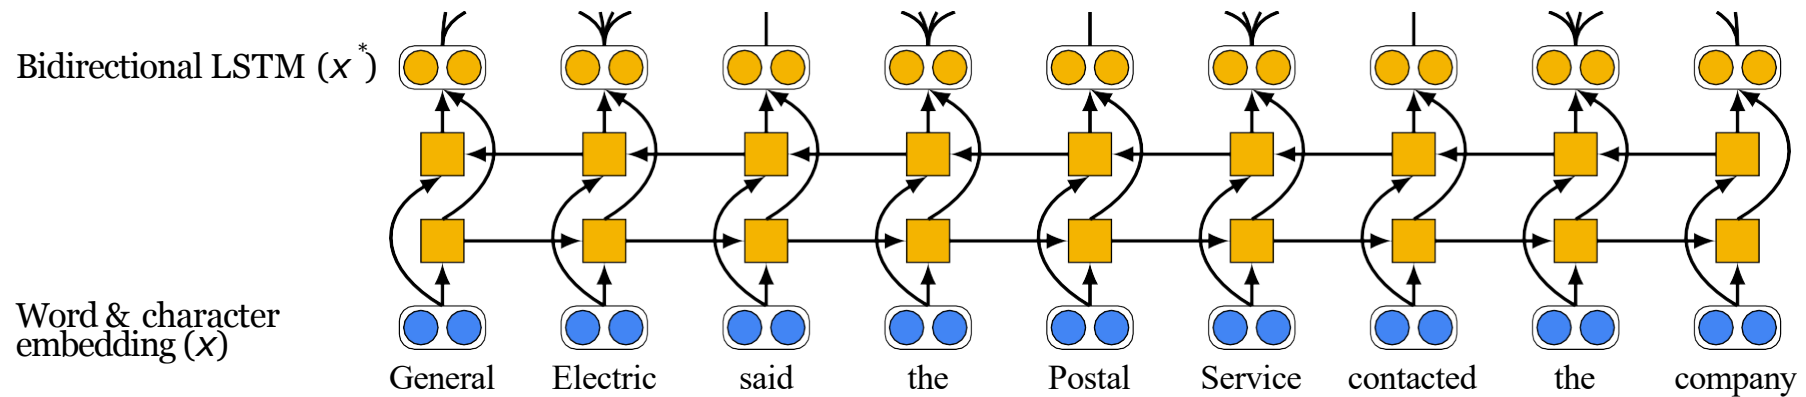 Bidirectional LSTM (x*)
Word & character
embedding (x)
General Electric said the Postal Service contacted the company